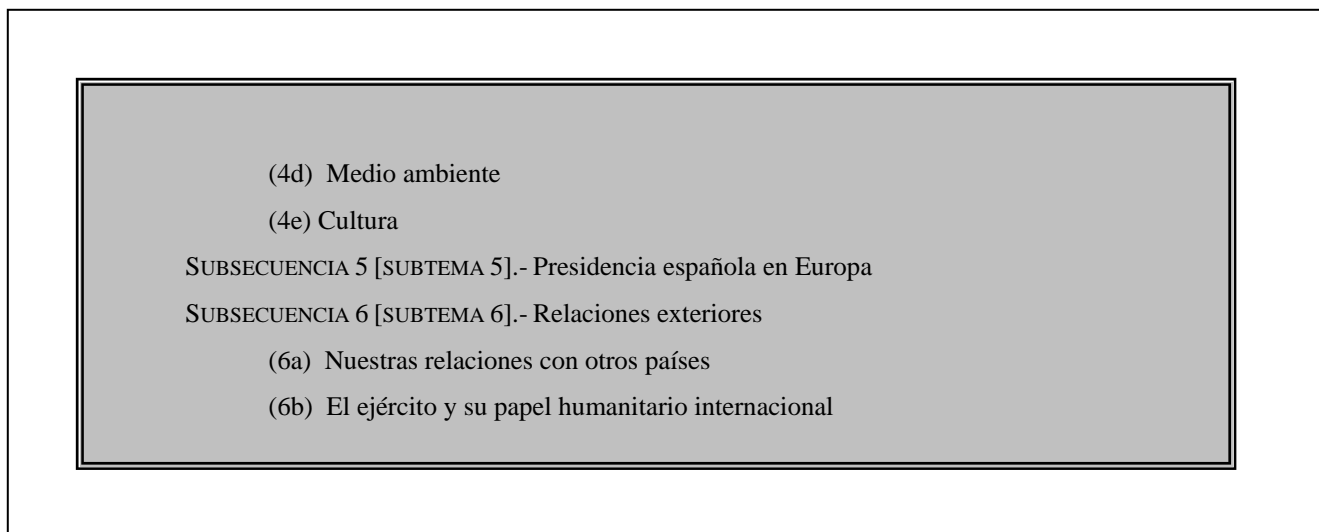 (4d) Medio ambiente
(4e) Cultura
SUBSECUENCIA 5 [SUBTEMA 5].- Presidencia española en Europa
SUBSECUENCIA 6 [SUBTEMA 6].- Relaciones exteriores
(6a) Nuestras relaciones con otros países
(6b) El ejército y su papel humanitario internacional